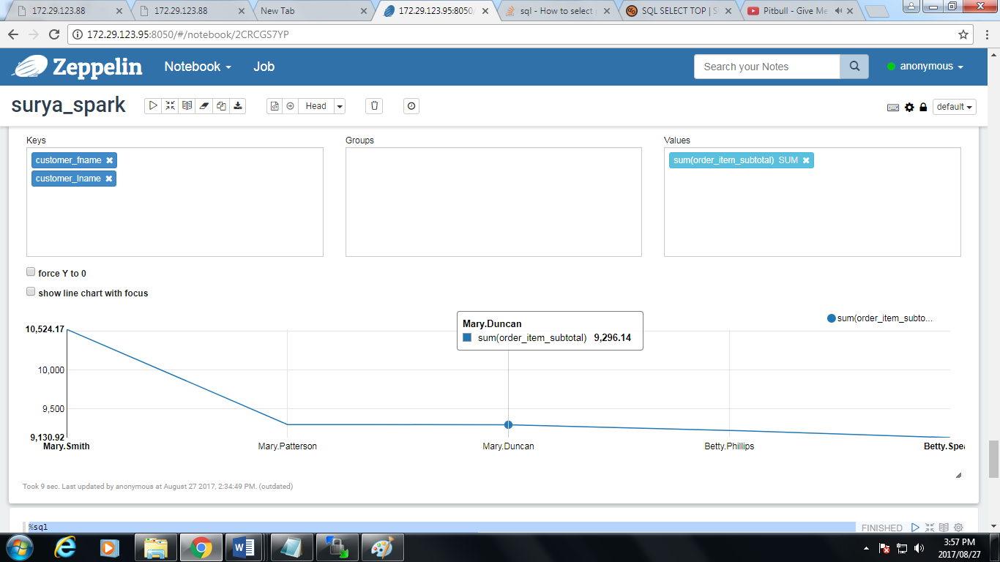 172.29.123.88
172.29.123.88
New Tab
172.29.123.95:8050/
sql - How to select
SQL SELECT TOP | S
Pitbull - Give Me
172.29.123.95:8050/#/notebook/2CRCGS7YP
Zeppelin
Notebook
Job
Search your Notes
anonymous
surya_spark
Head
default
Keys
Groups
Values
customer_fname
customer_lname
sum(order_item_subtotal) SUM
force Y to 0
show line chart with focus
Mary.Duncan
sum(order_item_subtotal) 9,296.14
sum(order_item_subto...
10,524.17
10,000
9,500
9,130.92
Mary.Smith
Mary.Patterson
Mary.Duncan
Betty.Phillips
Betty.Spea
Took 9 sec. Last updated by anonymous at August 27 2017, 2:34:49 PM. (outdated)
%sql
FINISHED
3:57 PM
2017/08/27